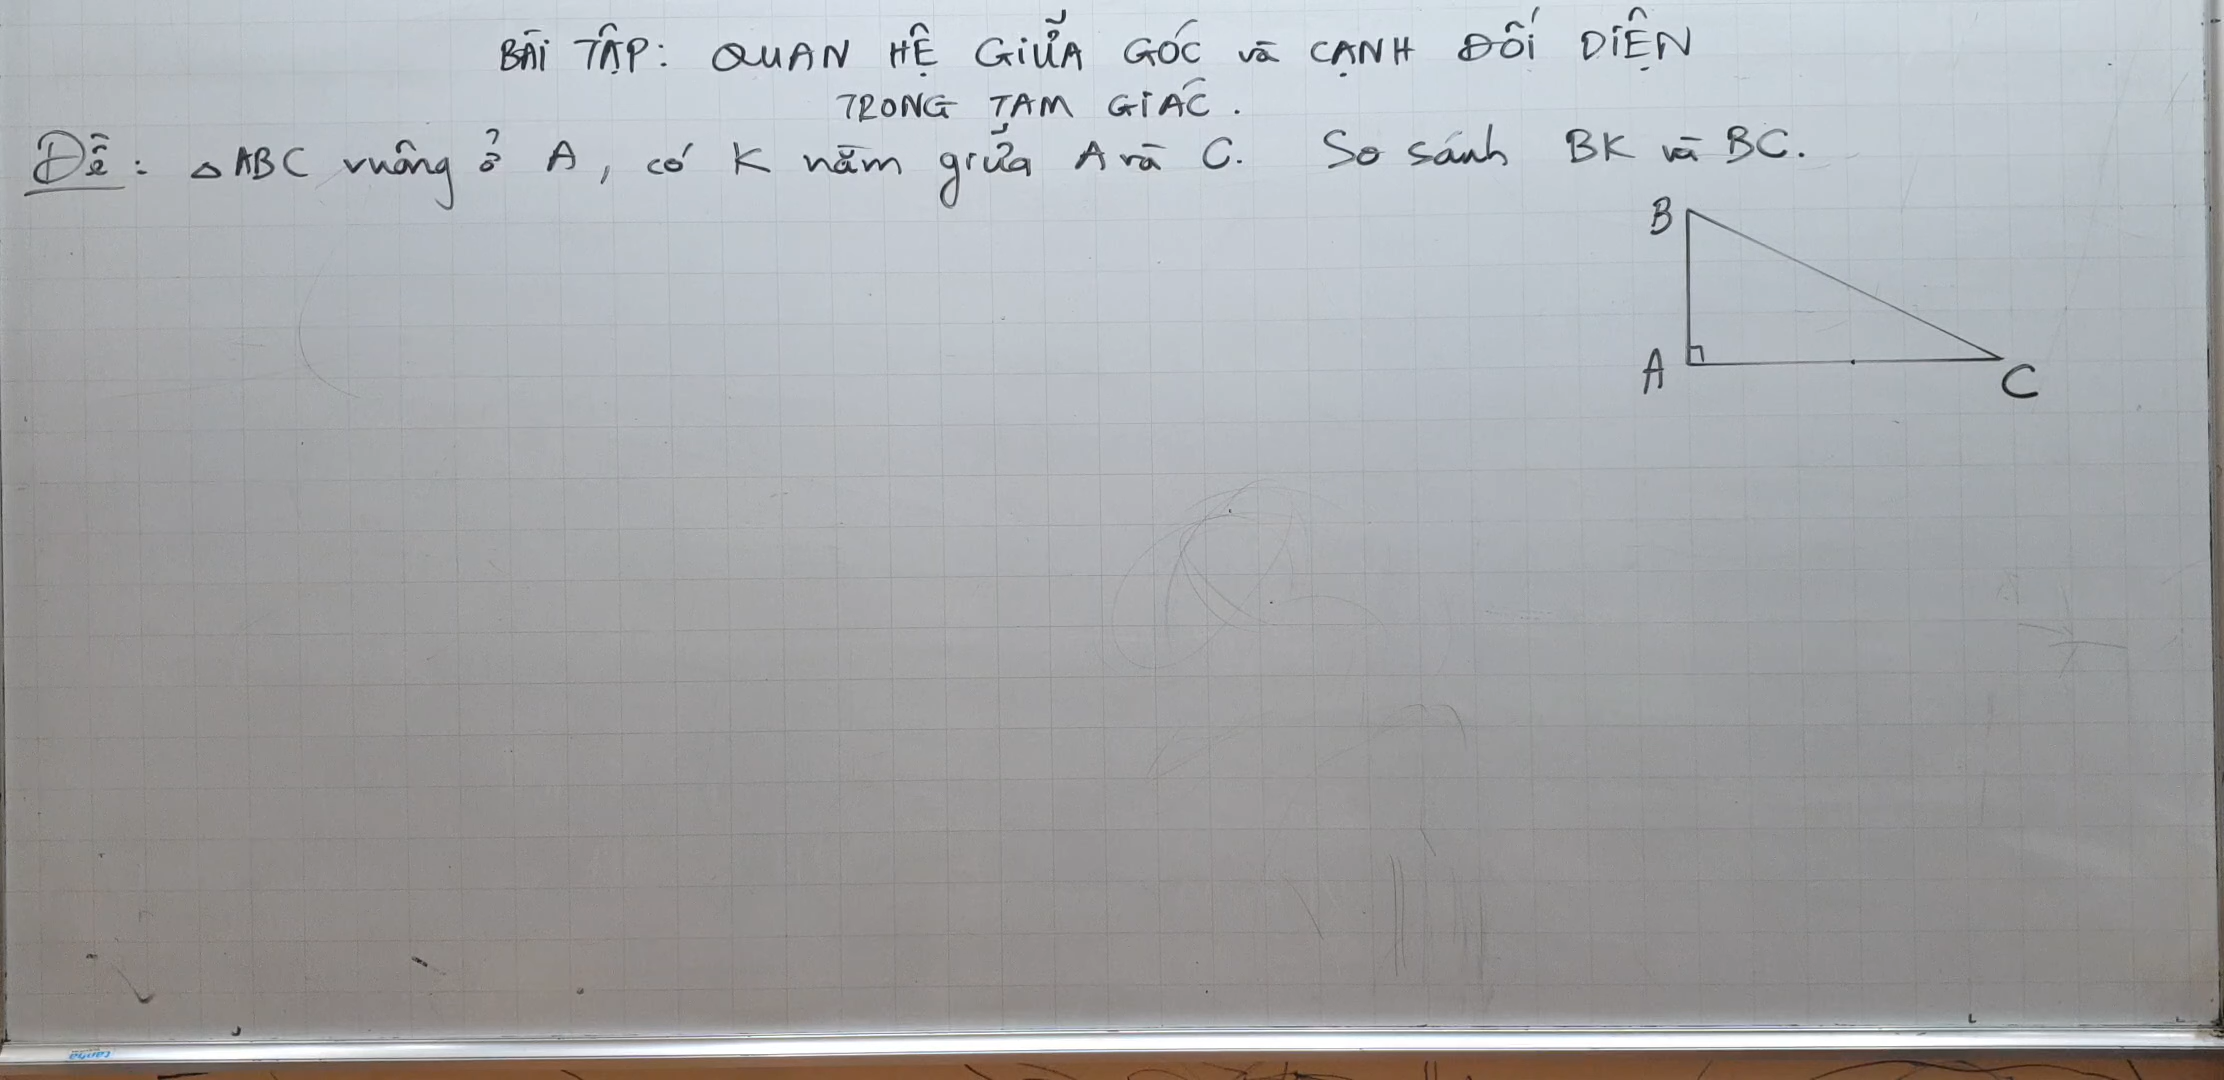 BÀI TẬP: QUAN HỆ GIỮA GÓC và CẠNH ĐỐI DIỆN
TRONG TAM GIÁC.
Đề: △ABC vuông ở A, có K nằm giữa A và C. So sánh BK và BC.
B
A
C